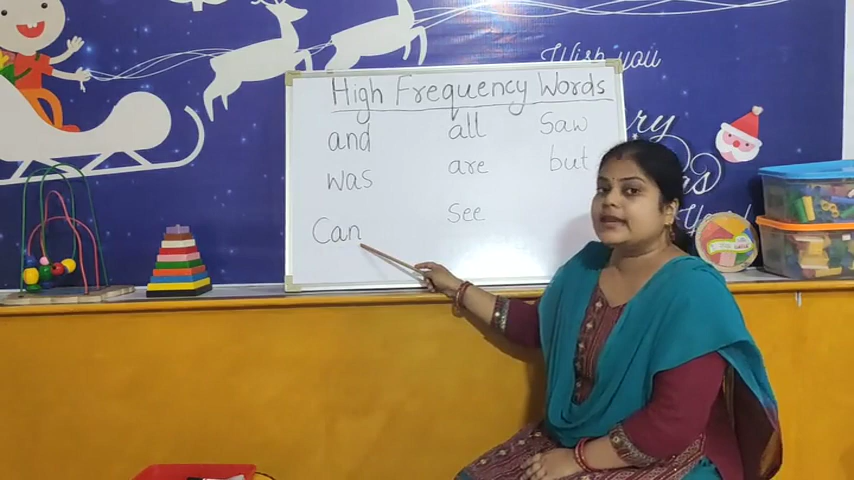 Wish you
High Frequency Words
and all Saw
was are but
Can See